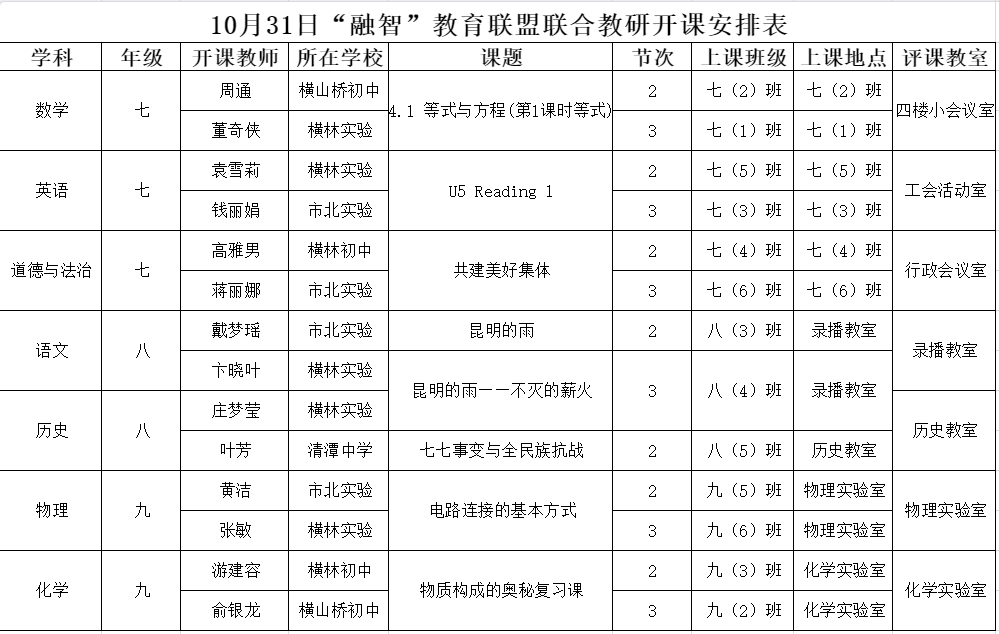 10月31日“融智”教育联盟联合教研开课安排表
学科 年级 开课教师 所在学校 课题 节次 上课班级 上课地点 评课教室
数学 七 周通 横山桥初中 4.1 等式与方程(第1课时等式) 2 七（2）班 七（2）班 四楼小会议室
董奇侠 横林实验 3 七（1）班 七（1）班
英语 七 袁雪莉 横林实验 U5 Reading 1 2 七（5）班 七（5）班 工会活动室
钱丽娟 市北实验 3 七（3）班 七（3）班
道德与法治 七 高雅男 横林初中 共建美好集体 2 七（4）班 七（4）班 行政会议室
蒋丽娜 市北实验 3 七（6）班 七（6）班
语文 八 戴梦瑶 市北实验 昆明的雨 2 八（3）班 录播教室 录播教室
卞晓叶 横林实验 昆明的雨——不灭的薪火 3 八（4）班 录播教室
历史 八 庄梦莹 横林实验 历史教室
叶芳 清潭中学 七七事变与全民族抗战 2 八（5）班 历史教室
物理 九 黄洁 市北实验 电路连接的基本方式 2 九（5）班 物理实验室 物理实验室
张敏 横林实验 3 九（6）班 物理实验室
化学 九 游建容 横林初中 物质构成的奥秘复习课 2 九（3）班 化学实验室 化学实验室
俞银龙 横山桥初中 3 九（2）班 化学实验室